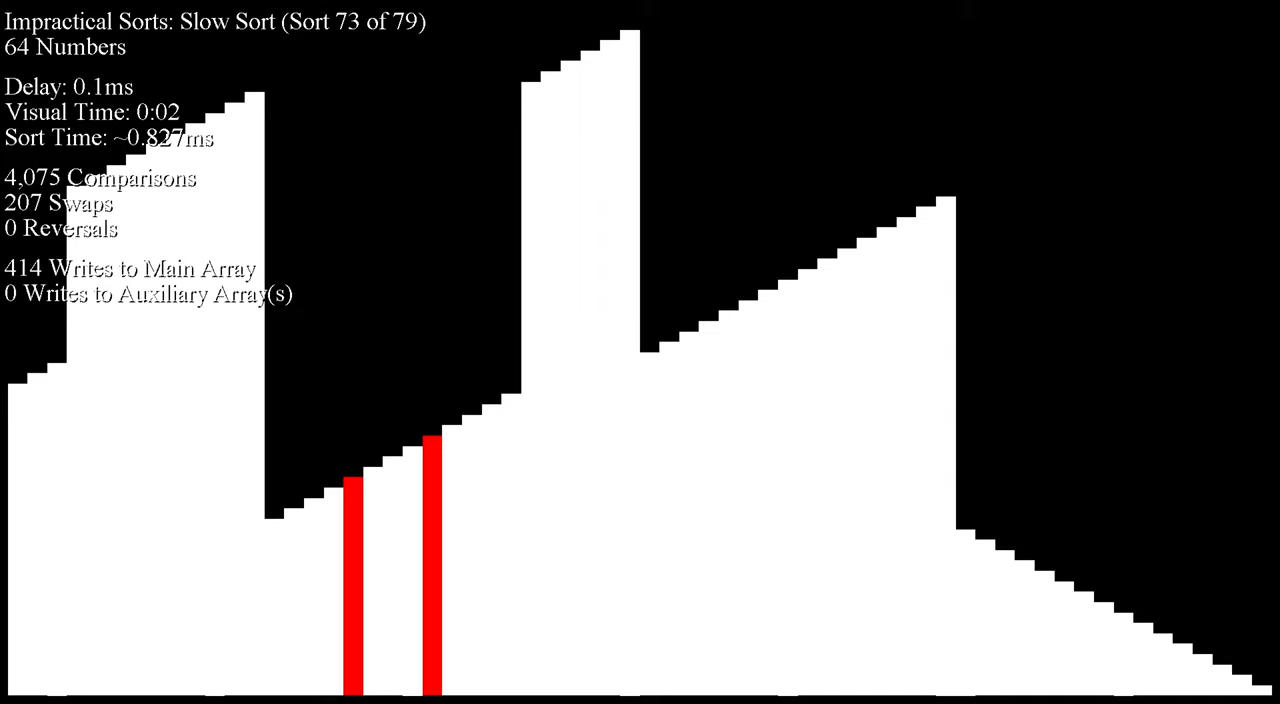 Impractical Sorts: Slow Sort (Sort 73 of 79)
64 Numbers
Delay: 0.1ms
Visual Time: 0:02
Sort Time: ~0.827ms
4,075 Comparisons
207 Swaps
0 Reversals
414 Writes to Main Array
0 Writes to Auxiliary Array(s)